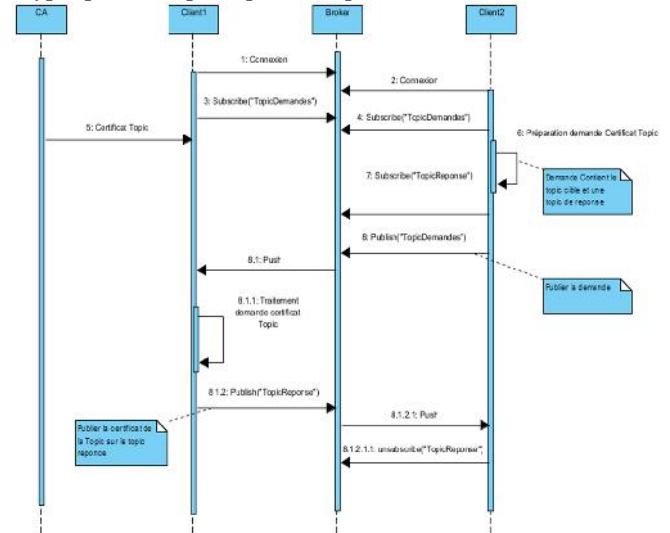 CA
Client1
Broker
Client2
1: Connexion
2: Connexion
3: Subscribe("TopicDemandes")
4: Subscribe("TopicDemandes")
5: Certificat Topic
6: Préparation demande Certificat Topic
Demande Contient le
topic cible et une
topic de reponse
7: Subscribe("TopicReponse")
8: Publish("TopicDemandes")
8.1: Push
Publier la demande
8.1.1: Traitement
demande certificat
Topic
8.1.2: Publish("TopicReponse")
Publier la certificat de
la Topic sur le topic
reponce
8.1.2.1: Push
8.1.2.1.1: unsubscribe("TopicReponse",